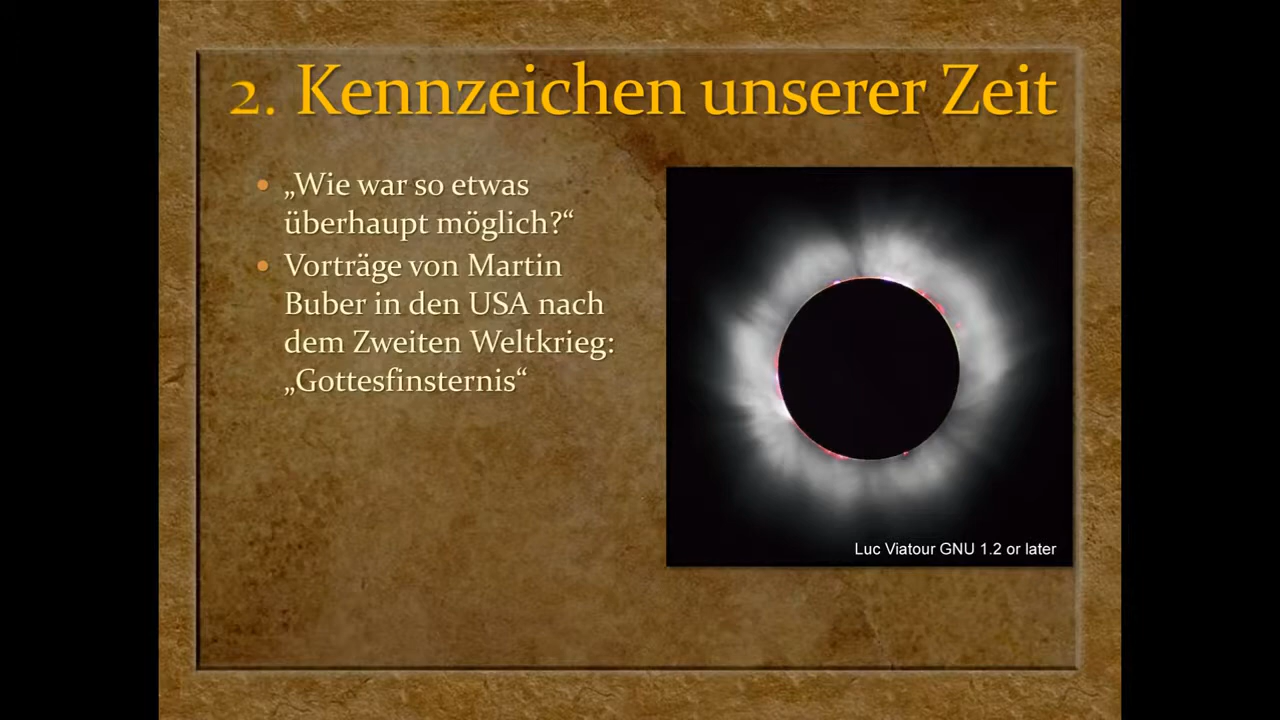 2. Kennzeichen unserer Zeit
• „Wie war so etwas
überhaupt möglich?“
• Vorträge von Martin
Buber in den USA nach
dem Zweiten Weltkrieg:
„Gottesfinsternis“
Luc Viatour GNU 1.2 or later